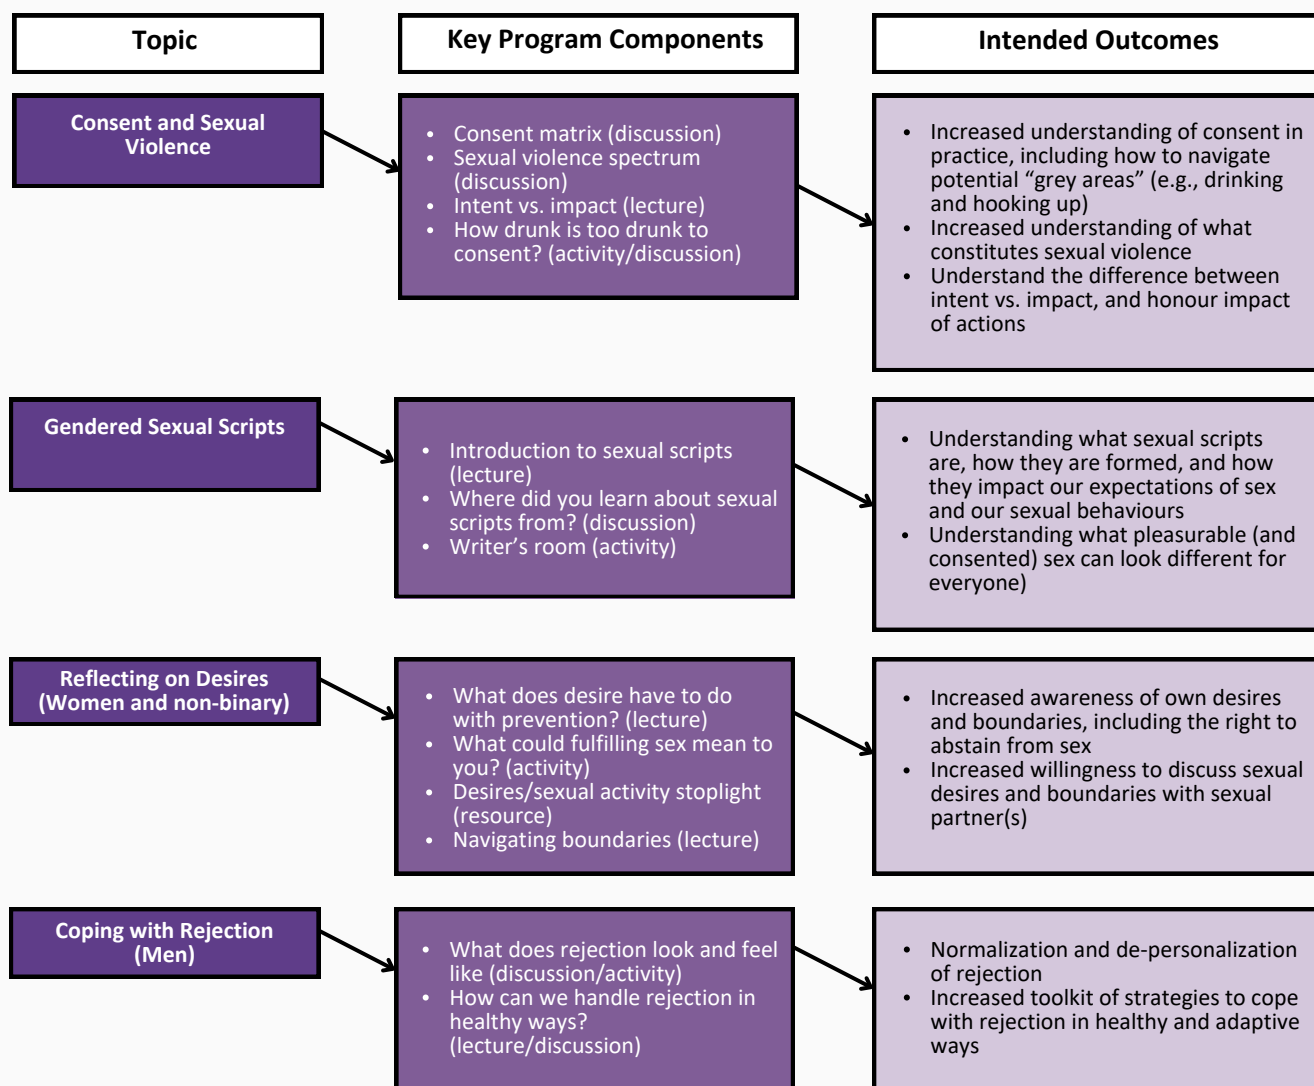 Topic
Key Program Components
Intended Outcomes
Consent and Sexual
Violence
• Consent matrix (discussion)
• Sexual violence spectrum
(discussion)
• Intent vs. impact (lecture)
• How drunk is too drunk to
consent? (activity/discussion)
• Increased understanding of consent in
practice, including how to navigate
potential “grey areas” (e.g., drinking
and hooking up)
• Increased understanding of what
constitutes sexual violence
• Understand the difference between
intent vs. impact, and honour impact
of actions
Gendered Sexual Scripts
• Introduction to sexual scripts
(lecture)
• Where did you learn about sexual
scripts from? (discussion)
• Writer’s room (activity)
• Understanding what sexual scripts
are, how they are formed, and how
they impact our expectations of sex
and our sexual behaviours
• Understanding what pleasurable (and
consented) sex can look different for
everyone)
Reflecting on Desires
(Women and non-binary)
• What does desire have to do
with prevention? (lecture)
• What could fulfilling sex mean to
you? (activity)
• Desires/sexual activity stoplight
(resource)
• Navigating boundaries (lecture)
• Increased awareness of own desires
and boundaries, including the right to
abstain from sex
• Increased willingness to discuss sexual
desires and boundaries with sexual
partner(s)
Coping with Rejection
(Men)
• What does rejection look and feel
like (discussion/activity)
• How can we handle rejection in
healthy ways?
(lecture/discussion)
• Normalization and de-personalization
of rejection
• Increased toolkit of strategies to cope
with rejection in healthy and adaptive
ways